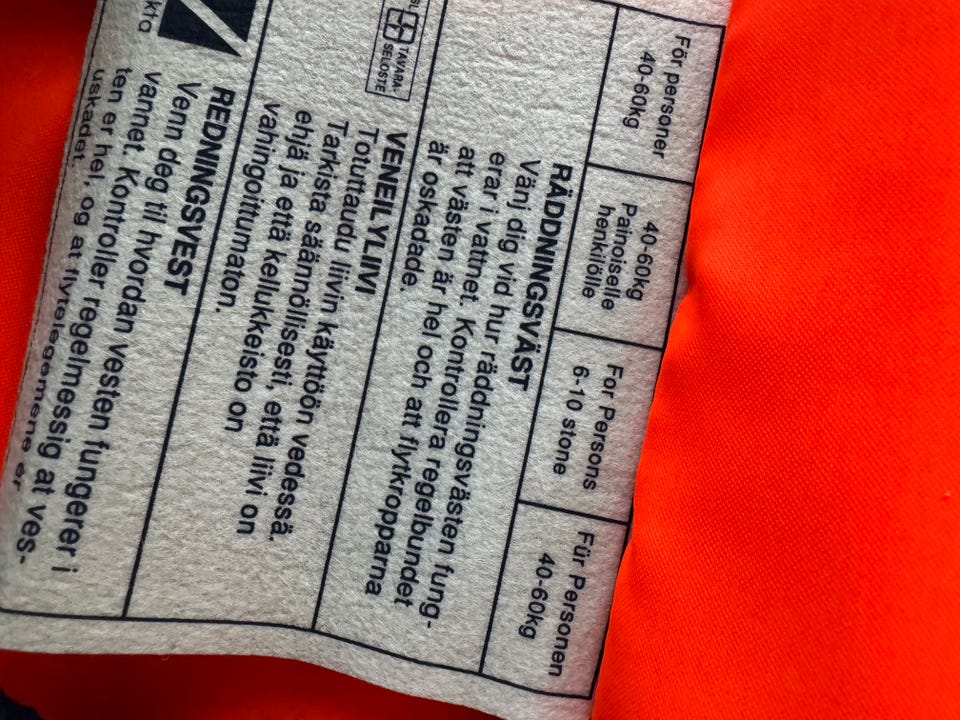 För personer
40-60kg
40-60kg
Painoiselle
henkilölle
For Persons
6-10 stone
Für Personen
40-60kg
RÄDDNINGSVÄST
Vänj dig vid hur räddningsvästen fung-
erar i vattnet. Kontrollera regelbundet
att västen är hel och att flytkropparna
är oskadade.
TAVARA-
SELOSTE
VENEILYLIIVI
Totuttaudu liivin käyttöön vedessä.
Tarkista säännöllisesti, että liivi on
ehjä ja että kellukkeisto on
vahingoittumaton.
REDNINGSVEST
Venn deg til hvordan vesten fungerer i
vannet. Kontroller regelmessig at ves-
ten er hel, og at flytelegemene er
uskadet.